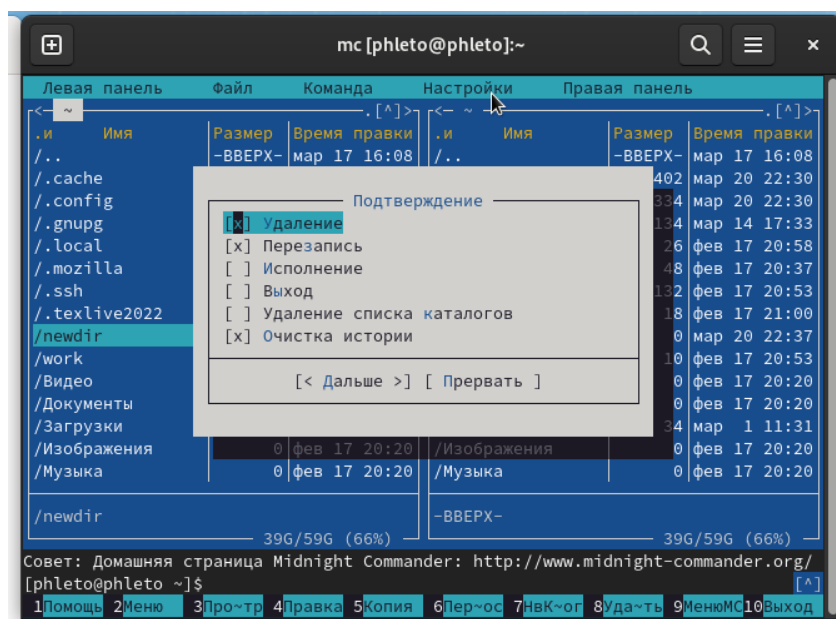 mc [phleto@phleto]:~
Левая панель Файл Команда Настройки Правая панель
<— ~ .[^]> <— ~ .[^]>
.и Имя Размер Время правки .и Имя Размер Время правки
/.. -ВВЕРХ- мар 17 16:08 /.. -ВВЕРХ- мар 17 16:08
/.cache 402 мар 20 22:30
/.config Подтверждение 334 мар 20 22:30
/.gnupg [x] Удаление 134 мар 14 17:33
/.local [x] Перезапись 26 фев 17 20:58
/.mozilla [ ] Исполнение 48 фев 17 20:37
/.ssh [ ] Выход 132 фев 17 20:53
/.texlive2022 [ ] Удаление списка каталогов 18 фев 17 21:00
/newdir [x] Очистка истории 0 мар 20 22:37
/work 10 фев 17 20:53
/Видео [< Дальше >] [ Прервать ] 0 фев 17 20:20
/Документы 0 фев 17 20:20
/Загрузки 34 мар 1 11:31
/Изображения 0 фев 17 20:20 /Изображения 0 фев 17 20:20
/Музыка 0 фев 17 20:20 /Музыка 0 фев 17 20:20
/newdir -ВВЕРХ-
39G/59G (66%) 39G/59G (66%)
Совет: Домашняя страница Midnight Commander: http://www.midnight-commander.org/
[phleto@phleto ~]$ [^]
1Помощь 2Меню 3Про~тр 4Правка 5Копия 6Пер~ос 7НвК~ог 8Уда~ть 9МенюMC 10Выход